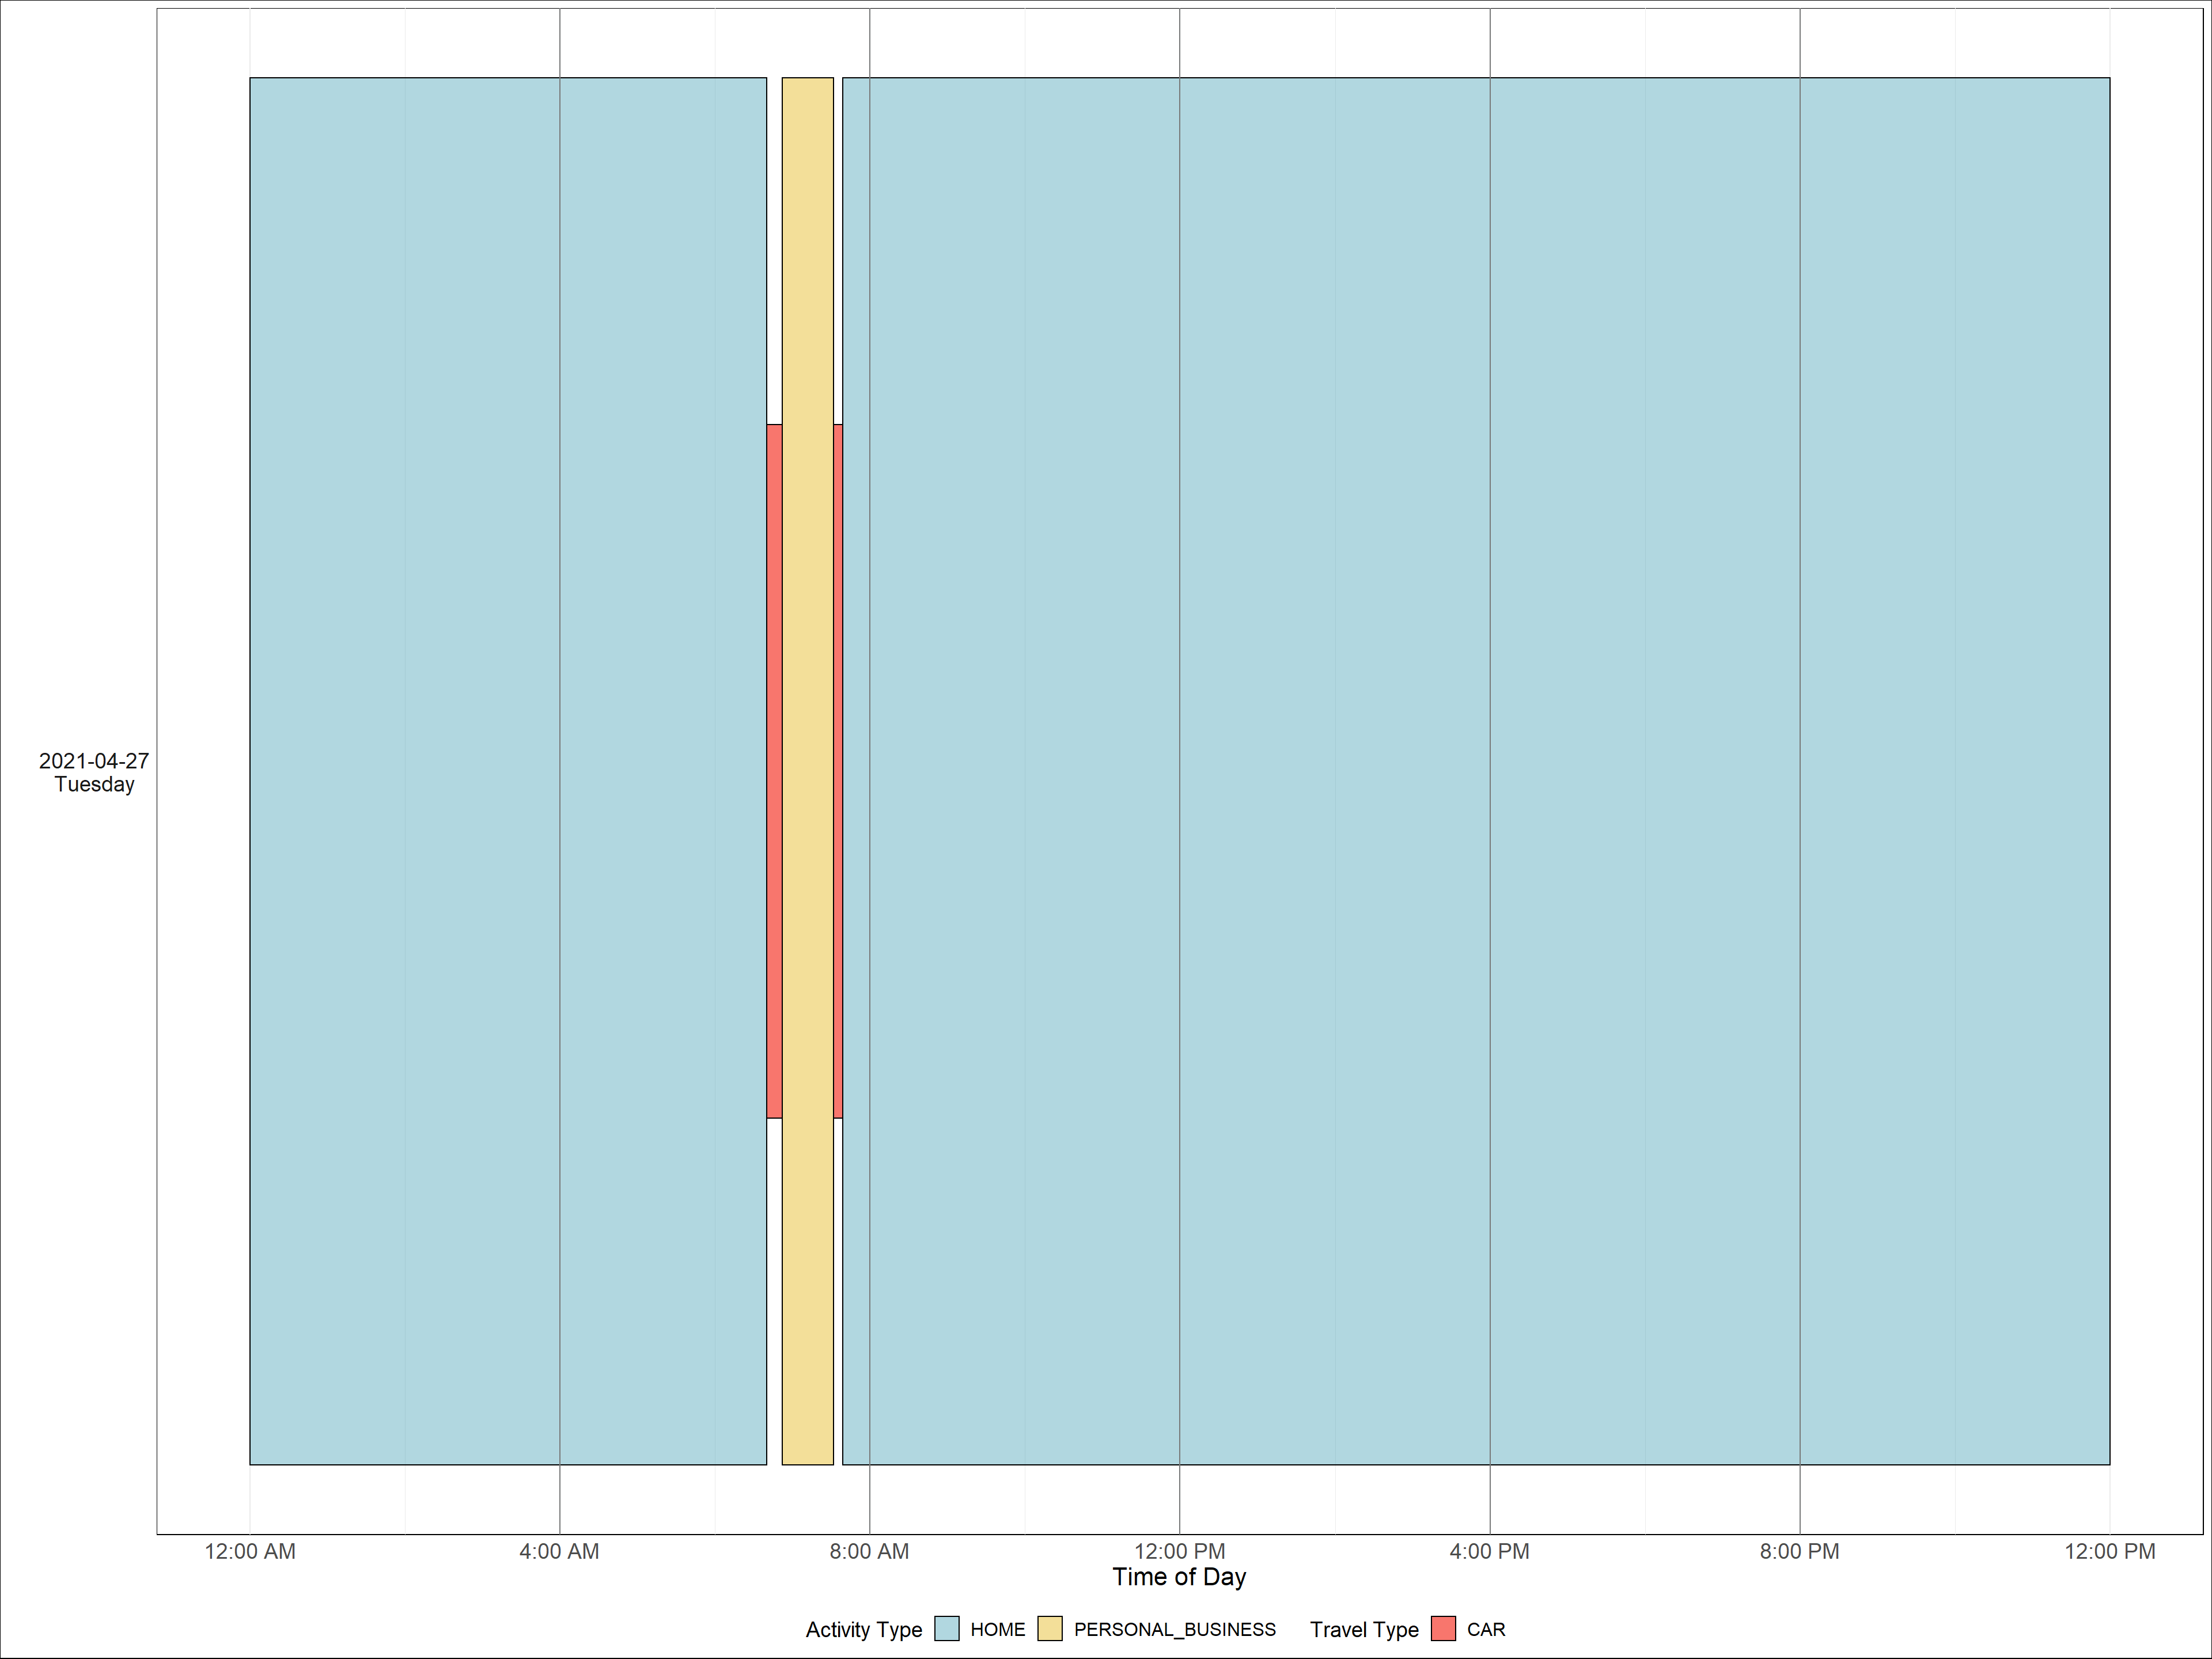 2021-04-27
Tuesday
12:00 AM 4:00 AM 8:00 AM 12:00 PM 4:00 PM 8:00 PM 12:00 PM
Time of Day
Activity Type HOME PERSONAL_BUSINESS Travel Type CAR